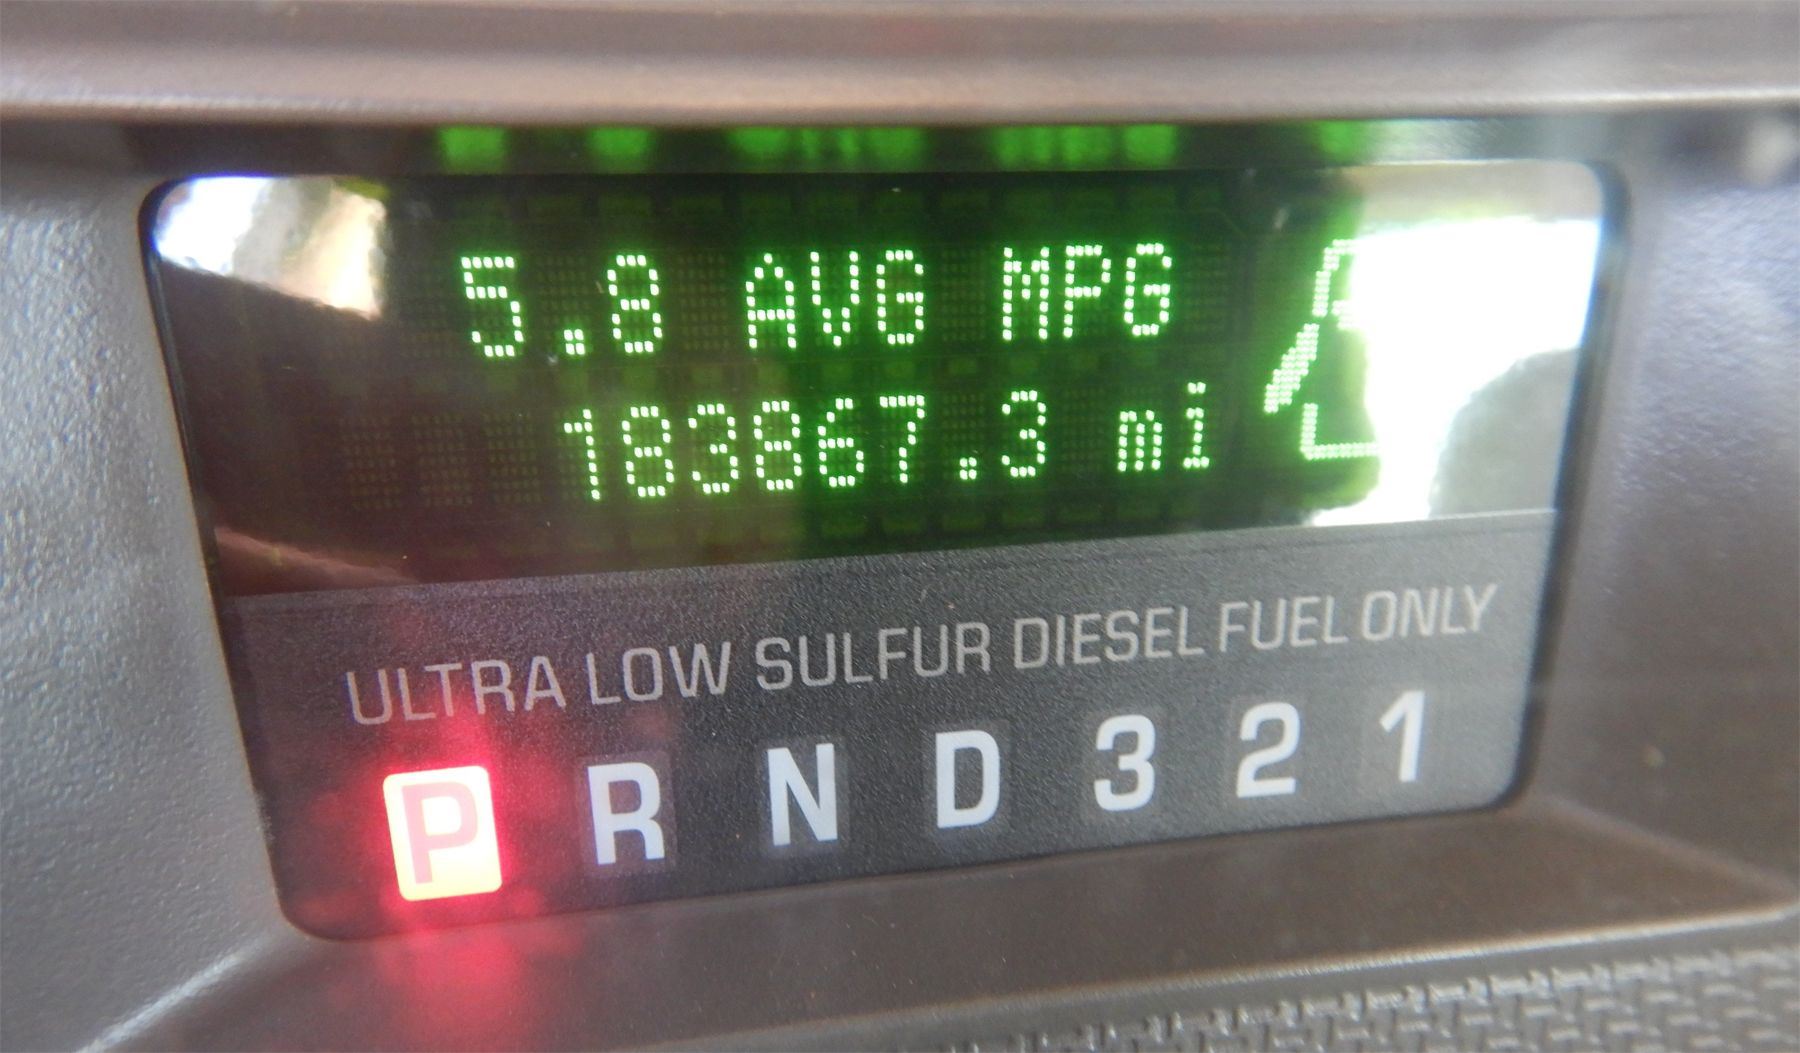 5.8 AVG MPG
183867.3 mi
ULTRA LOW SULFUR DIESEL FUEL ONLY
P R N D 3 2 1